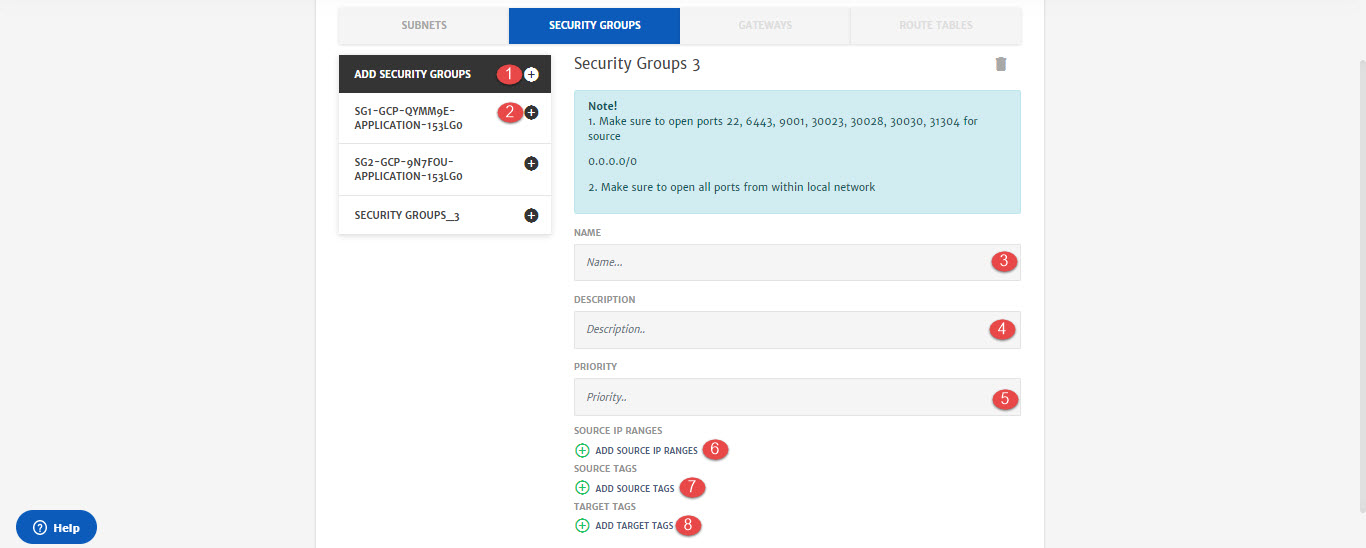 SUBNETS
SECURITY GROUPS
GATEWAYS
ROUTE TABLES
ADD SECURITY GROUPS 1
SG1-GCP-QYMM9E-
APPLICATION-153LG0
2
SG2-GCP-9N7FOU-
APPLICATION-153LG0
SECURITY GROUPS_3
Security Groups 3
Note!
1. Make sure to open ports 22, 6443, 9001, 30023, 30028, 30030, 31304 for
source
0.0.0.0/0
2. Make sure to open all ports from within local network
NAME
Name... 3
DESCRIPTION
Description.. 4
PRIORITY
Priority.. 5
SOURCE IP RANGES
ADD SOURCE IP RANGES 6
SOURCE TAGS
ADD SOURCE TAGS 7
TARGET TAGS
ADD TARGET TAGS 8
? Help